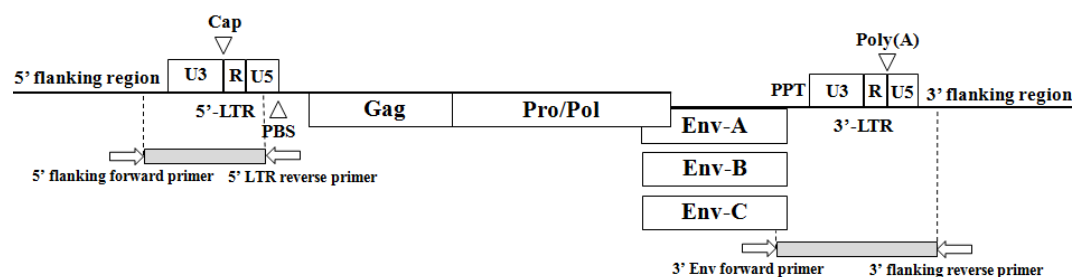 Cap
Poly(A)
5’ flanking region
U3
R
U5
PPT
U3
R
U5
3’ flanking region
5’-LTR
PBS
Gag
Pro/Pol
Env-A
3’-LTR
Env-B
Env-C
5’ flanking forward primer
5’ LTR reverse primer
3’ Env forward primer
3’ flanking reverse primer